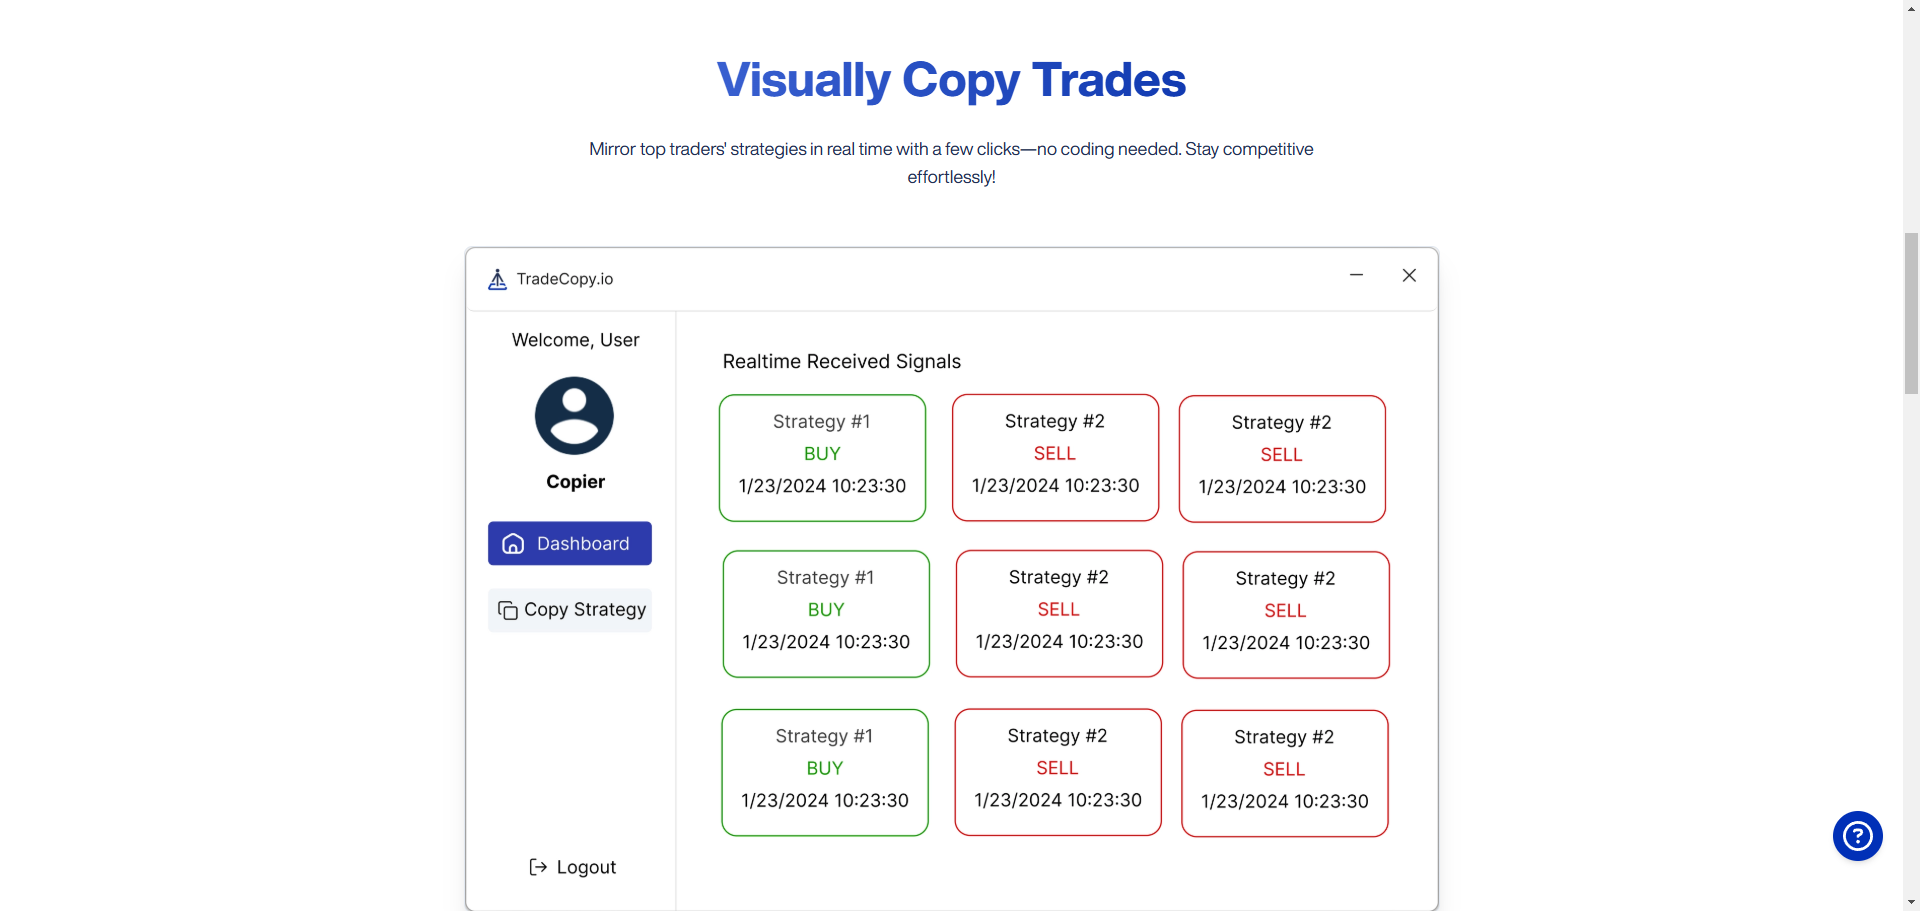 Visually Copy Trades
Mirror top traders' strategies in real time with a few clicks—no coding needed. Stay competitive
effortlessly!
TradeCopy.io
Welcome, User
Copier
Dashboard
Copy Strategy
Logout
Realtime Received Signals
Strategy #1
BUY
1/23/2024 10:23:30
Strategy #2
SELL
1/23/2024 10:23:30
Strategy #2
SELL
1/23/2024 10:23:30
Strategy #1
BUY
1/23/2024 10:23:30
Strategy #2
SELL
1/23/2024 10:23:30
Strategy #2
SELL
1/23/2024 10:23:30
Strategy #1
BUY
1/23/2024 10:23:30
Strategy #2
SELL
1/23/2024 10:23:30
Strategy #2
SELL
1/23/2024 10:23:30